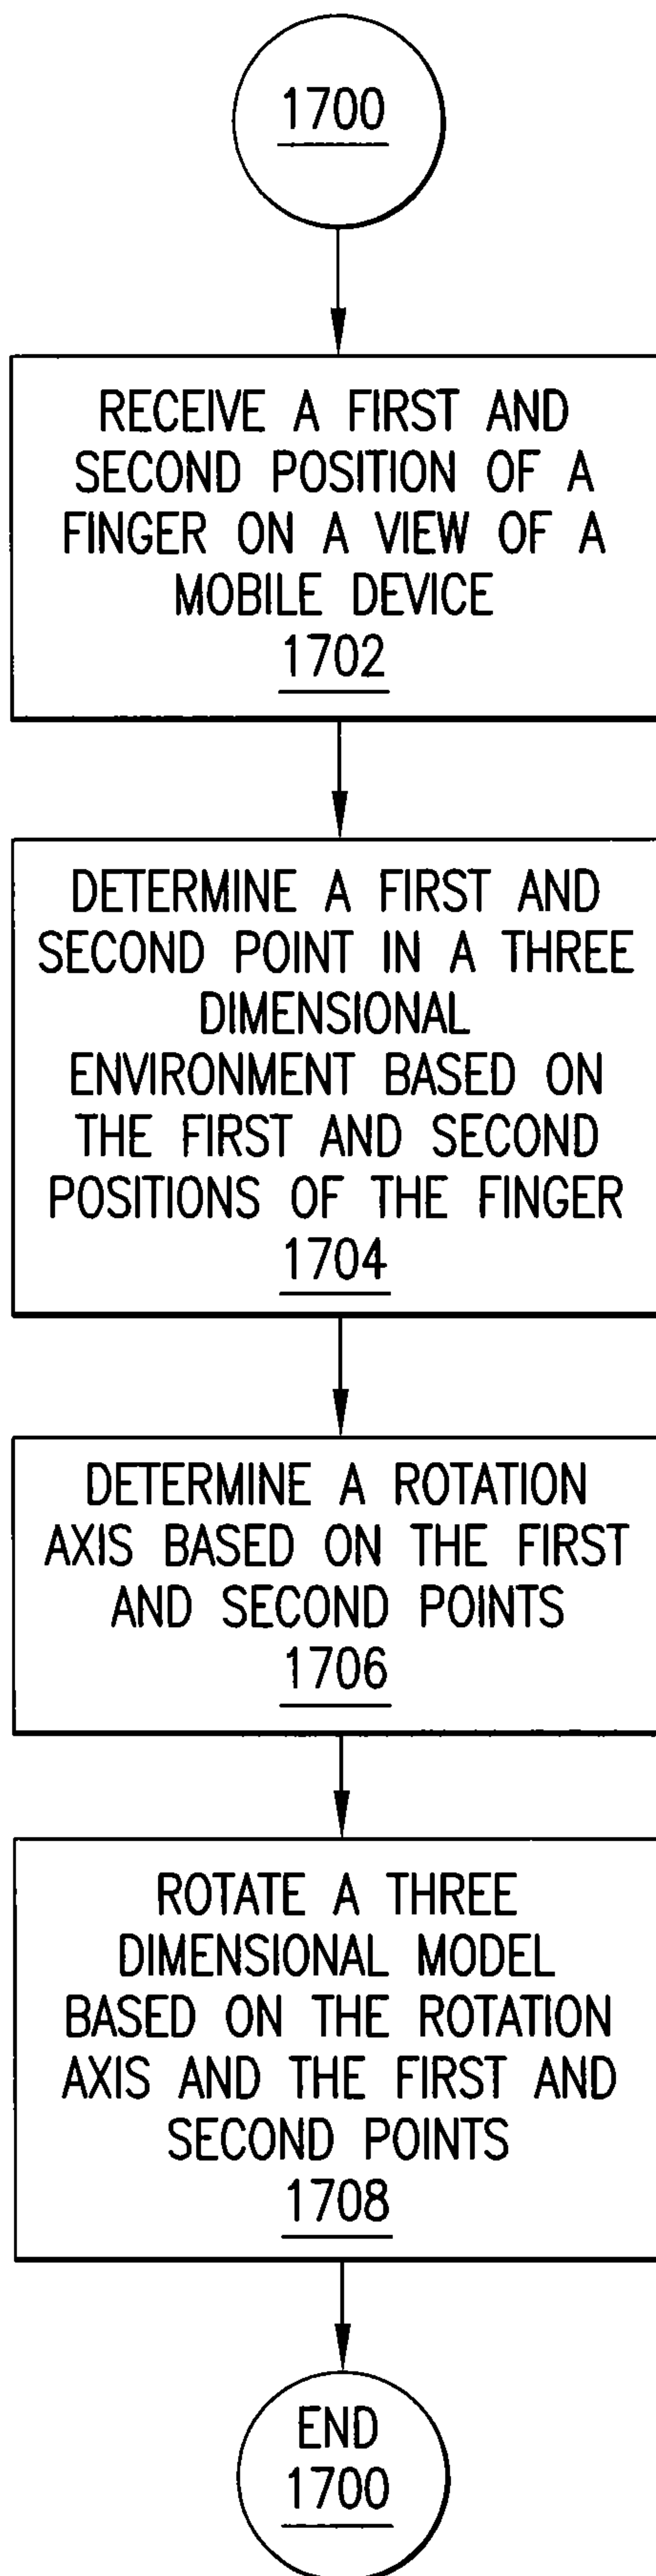 1700
RECEIVE A FIRST AND
SECOND POSITION OF A
FINGER ON A VIEW OF A
MOBILE DEVICE
1702
DETERMINE A FIRST AND
SECOND POINT IN A THREE
DIMENSIONAL
ENVIRONMENT BASED ON
THE FIRST AND SECOND
POSITIONS OF THE FINGER
1704
DETERMINE A ROTATION
AXIS BASED ON THE FIRST
AND SECOND POINTS
1706
ROTATE A THREE
DIMENSIONAL MODEL
BASED ON THE ROTATION
AXIS AND THE FIRST AND
SECOND POINTS
1708
END
1700